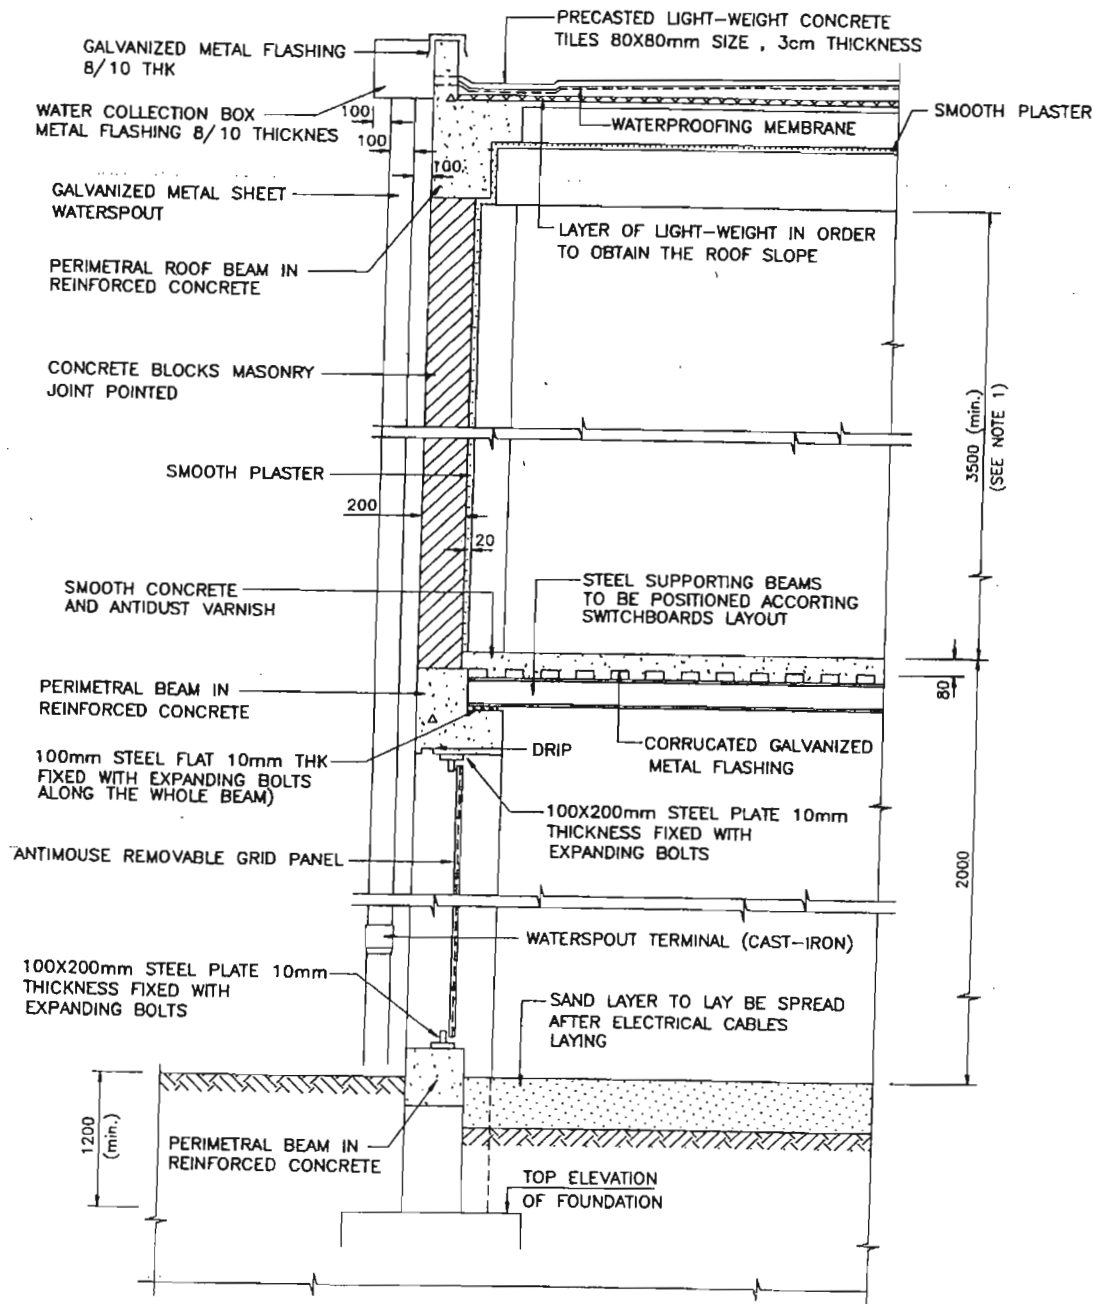 PRECASTED LIGHT-WEIGHT CONCRETE
TILES 80X80mm SIZE , 3cm THICKNESS
GALVANIZED METAL FLASHING
8/10 THK
WATER COLLECTION BOX
METAL FLASHING 8/10 THICKNES
100
SMOOTH PLASTER
WATERPROOFING MEMBRANE
100
100
GALVANIZED METAL SHEET
WATERSPOUT
LAYER OF LIGHT-WEIGHT IN ORDER
TO OBTAIN THE ROOF SLOPE
PERIMETRAL ROOF BEAM IN
REINFORCED CONCRETE
CONCRETE BLOCKS MASONRY
JOINT POINTED
3500 (min.)
(SEE NOTE 1)
SMOOTH PLASTER
200
20
SMOOTH CONCRETE
AND ANTIDUST VARNISH
STEEL SUPPORTING BEAMS
TO BE POSITIONED ACCORTING
SWITCHBOARDS LAYOUT
80
PERIMETRAL BEAM IN
REINFORCED CONCRETE
DRIP
CORRUCATED GALVANIZED
METAL FLASHING
100mm STEEL FLAT 10mm THK
FIXED WITH EXPANDING BOLTS
ALONG THE WHOLE BEAM)
100X200mm STEEL PLATE 10mm
THICKNESS FIXED WITH
EXPANDING BOLTS
ANTIMOUSE REMOVABLE GRID PANEL
2000
WATERSPOUT TERMINAL (CAST-IRON)
100X200mm STEEL PLATE 10mm
THICKNESS FIXED WITH
EXPANDING BOLTS
SAND LAYER TO LAY BE SPREAD
AFTER ELECTRICAL CABLES
LAYING
1200
(min.)
PERIMETRAL BEAM IN
REINFORCED CONCRETE
TOP ELEVATION
OF FOUNDATION